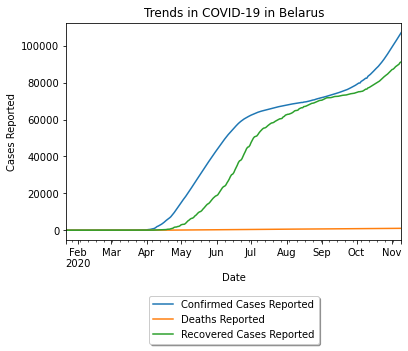 Trends in COVID-19 in Belarus
Cases Reported
100000
80000
60000
40000
20000
0
Feb Mar Apr May Jun Jul Aug Sep Oct Nov
2020
Date
Confirmed Cases Reported
Deaths Reported
Recovered Cases Reported